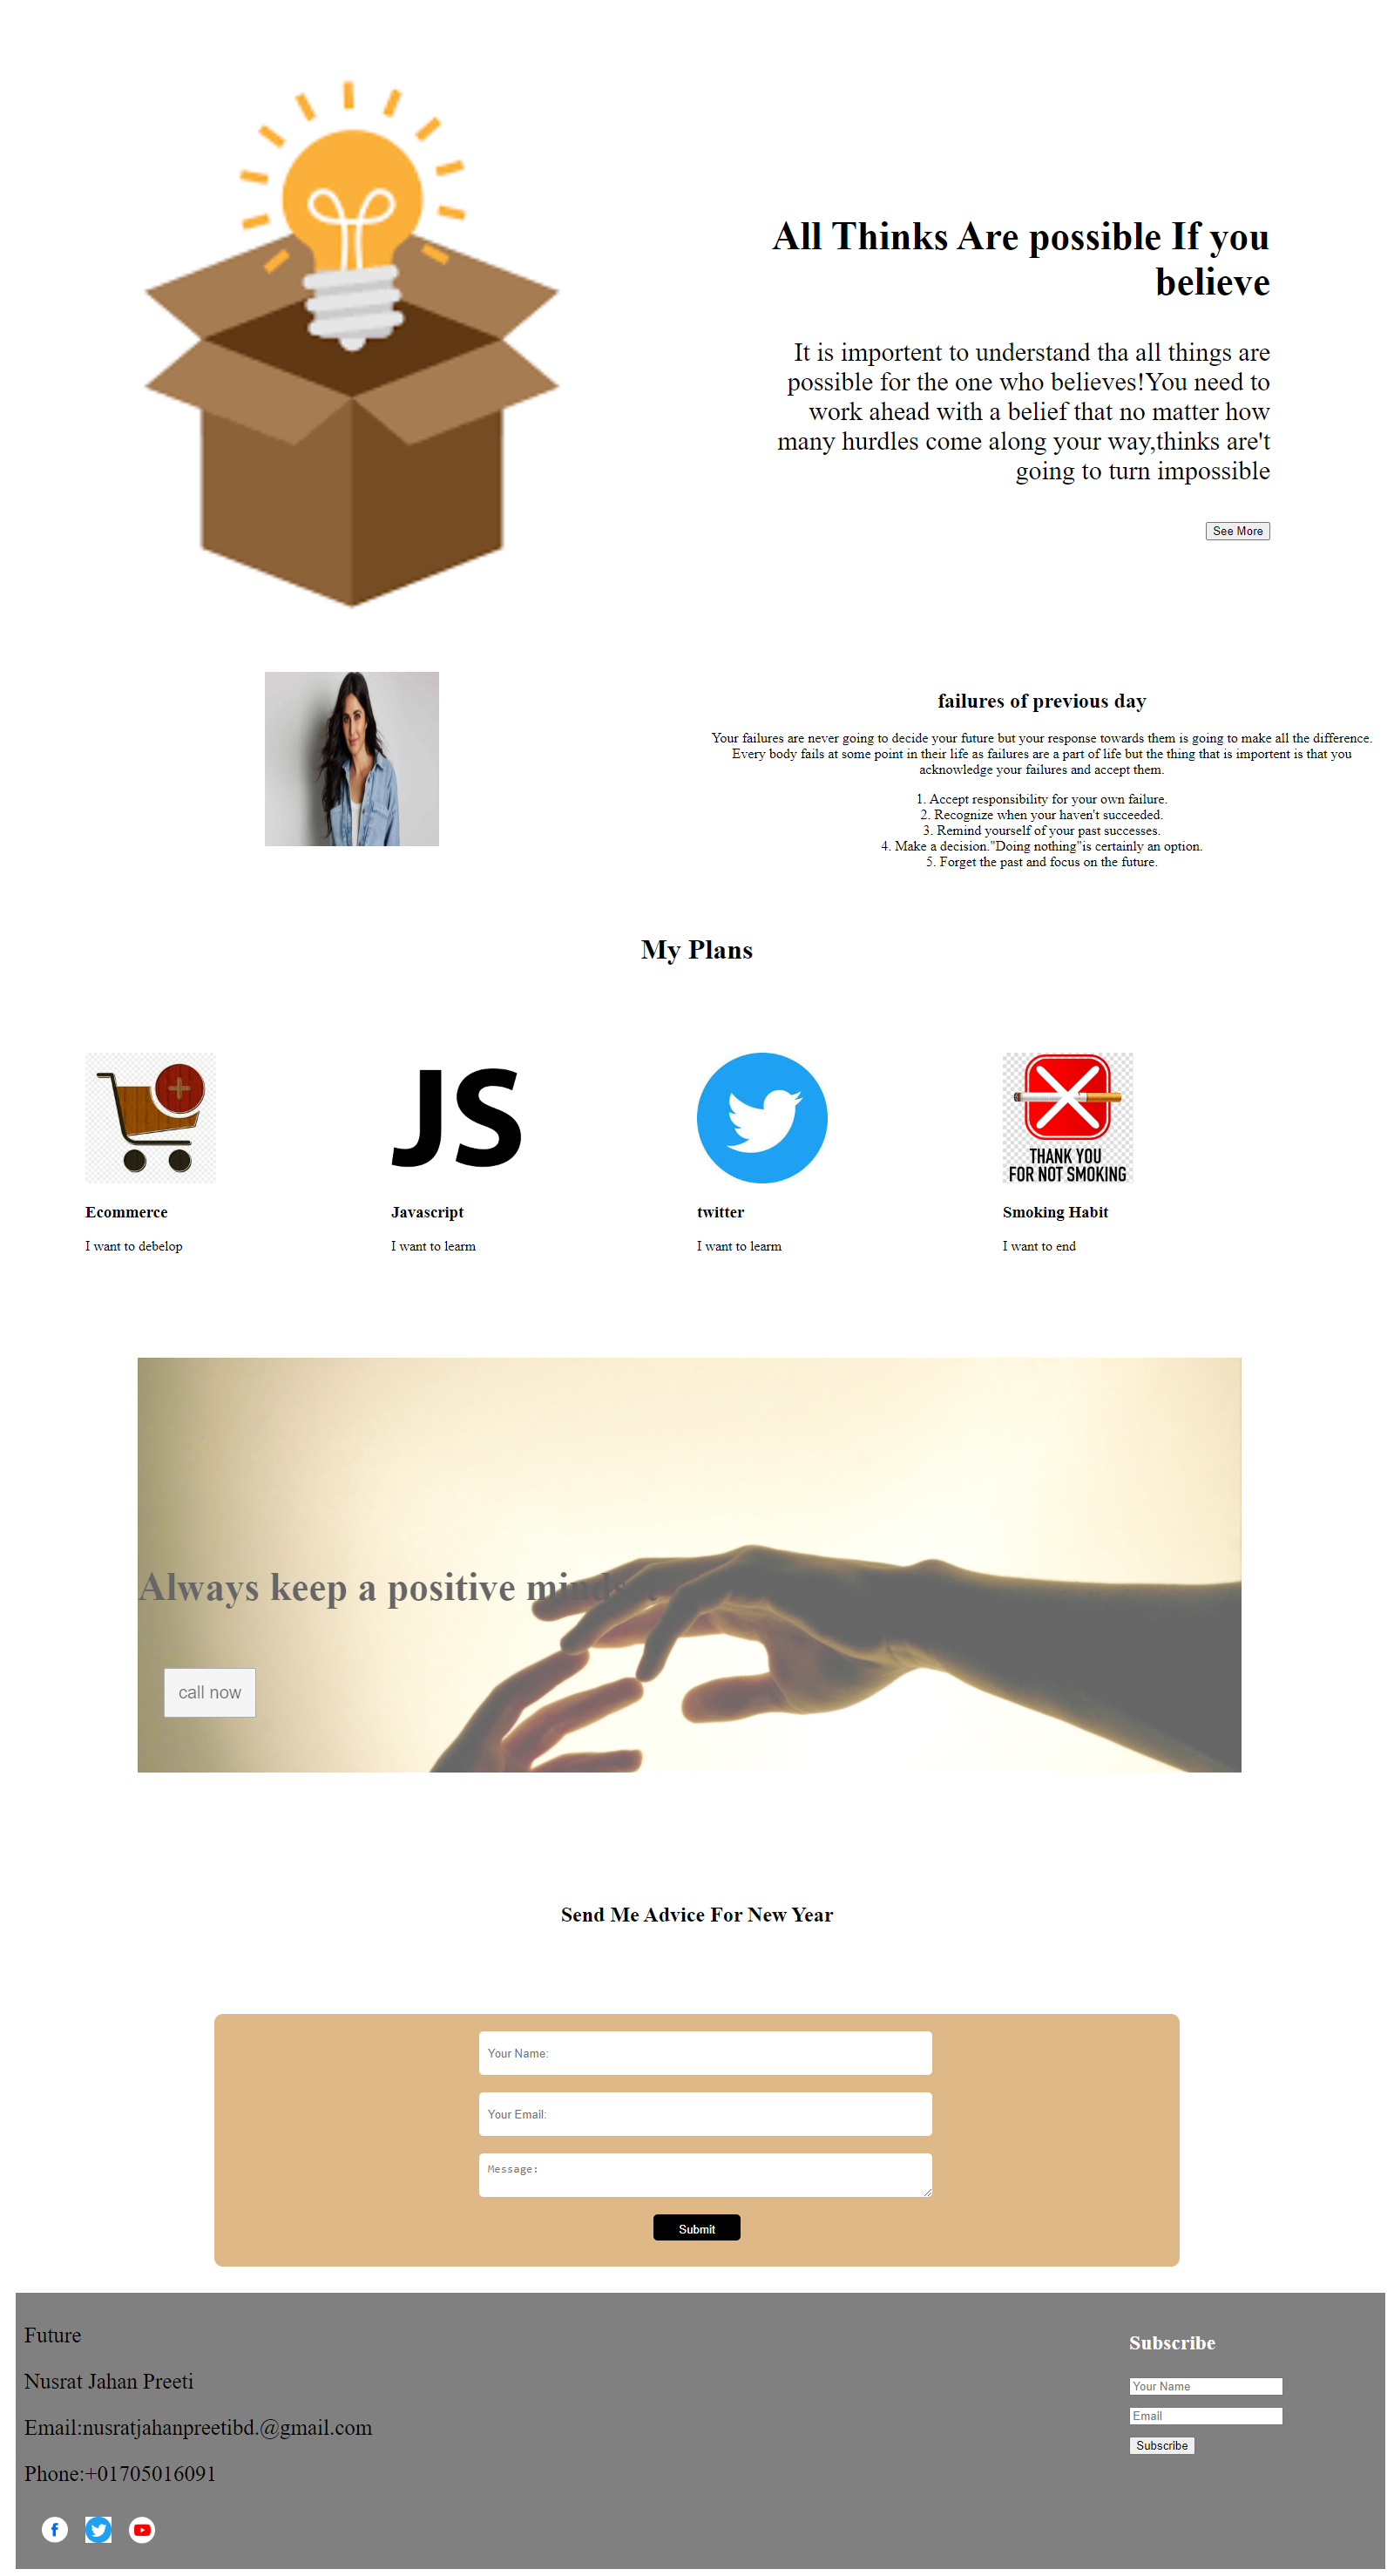 All Thinks Are possible If you
believe
It is importent to understand tha all things are
possible for the one who believes!You need to
work ahead with a belief that no matter how
many hurdles come along your way,thinks are't
going to turn impossible
See More
failures of previous day
Your failures are never going to decide your future but your response towards them is going to make all the difference.
Every body fails at some point in their life as failures are a part of life but the thing that is importent is that you
acknowledge your failures and accept them.
1. Accept responsibility for your own failure.
2. Recognize when your haven't succeeded.
3. Remind yourself of your past successes.
4. Make a decision."Doing nothing"is certainly an option.
5. Forget the past and focus on the future.
My Plans
JS
THANK YOU
FOR NOT SMOKING
Ecommerce
Javascript
twitter
Smoking Habit
I want to debelop
I want to learm
I want to learm
I want to end
Always keep a positive mindset
call now
Send Me Advice For New Year
Your Name:
Your Email:
Message:
Submit
Future
Nusrat Jahan Preeti
Email:nusratjahanpreetibd.@gmail.com
Phone:+01705016091
Subscribe
Your Name
Email
Subscribe